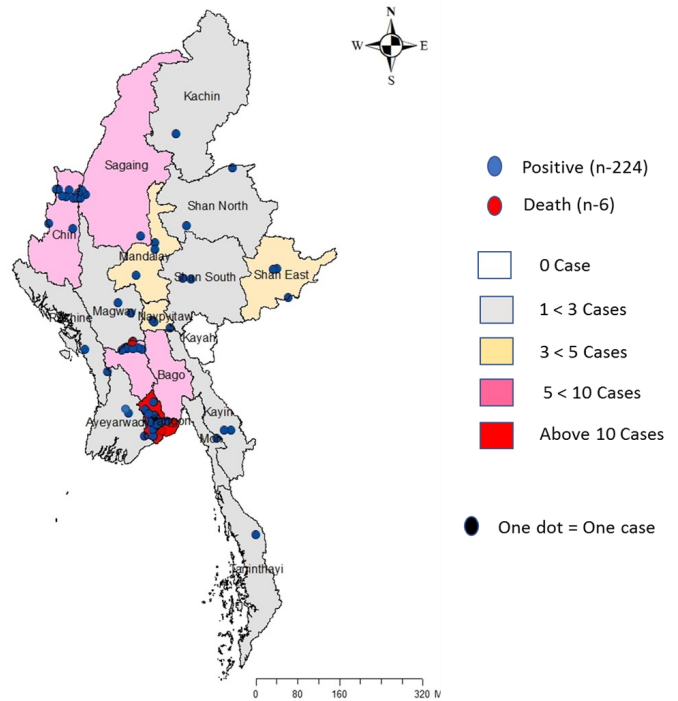 N
W
E
S
Kachin
Sagaing
Positive (n-224)
Death (n-6)
Shan North
Chin
Mandalay
Shan South
Shan East
0 Case
Magway
Naypyitaw
1 < 3 Cases
Kayah
3 < 5 Cases
Bago
5 < 10 Cases
Ayeyarwady
Kayin
Above 10 Cases
One dot = One case
0
80
160
320 M